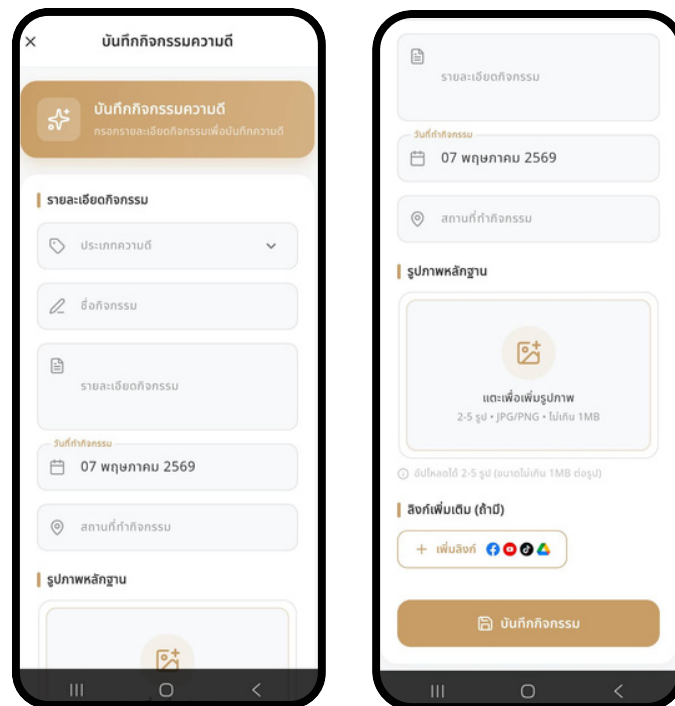 บันทึกกิจกรรมความดี
บันทึกกิจกรรมความดี
กรอกรายละเอียดกิจกรรมเพื่อบันทึกความดี
รายละเอียดกิจกรรม
ประเภทความดี
ชื่อกิจกรรม
รายละเอียดกิจกรรม
วันที่ทำกิจกรรม
07 พฤษภาคม 2569
สถานที่ทำกิจกรรม
รูปภาพหลักฐาน
รายละเอียดกิจกรรม
วันที่ทำกิจกรรม
07 พฤษภาคม 2569
สถานที่ทำกิจกรรม
รูปภาพหลักฐาน
แตะเพื่อเพิ่มรูปภาพ
2-5 รูป • JPG/PNG • ไม่เกิน 1MB
อัปโหลดได้ 2-5 รูป (ขนาดไม่เกิน 1MB ต่อรูป)
ลิงก์เพิ่มเติม (ถ้ามี)
+ เพิ่มลิงก์
บันทึกกิจกรรม